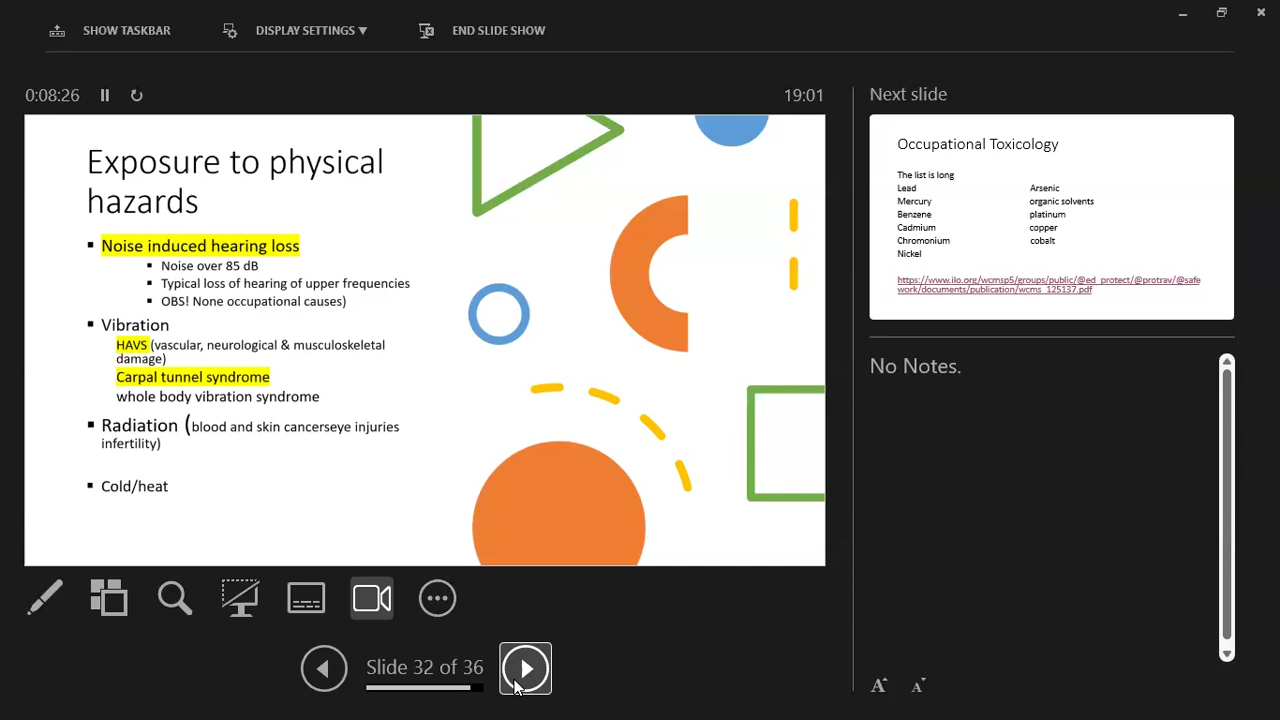 SHOW TASKBAR
DISPLAY SETTINGS ▼
END SLIDE SHOW
0:08:26
19:01
Exposure to physical
hazards
▪ Noise induced hearing loss
▪ Noise over 85 dB
▪ Typical loss of hearing of upper frequencies
▪ OBS! None occupational causes)
▪ Vibration
HAVS (vascular, neurological & musculoskeletal
damage)
Carpal tunnel syndrome
whole body vibration syndrome
▪ Radiation (blood and skin cancerseye injuries
infertility)
▪ Cold/heat
Slide 32 of 36
Next slide
Occupational Toxicology
The list is long
Lead Arsenic
Mercury organic solvents
Benzene platinum
Cadmium copper
Chromonium cobalt
Nickel
https://www.ilo.org/wcmsp5/groups/public/@ed_protect/@protrav/@safe
work/documents/publication/wcms_125137.pdf
No Notes.
A A